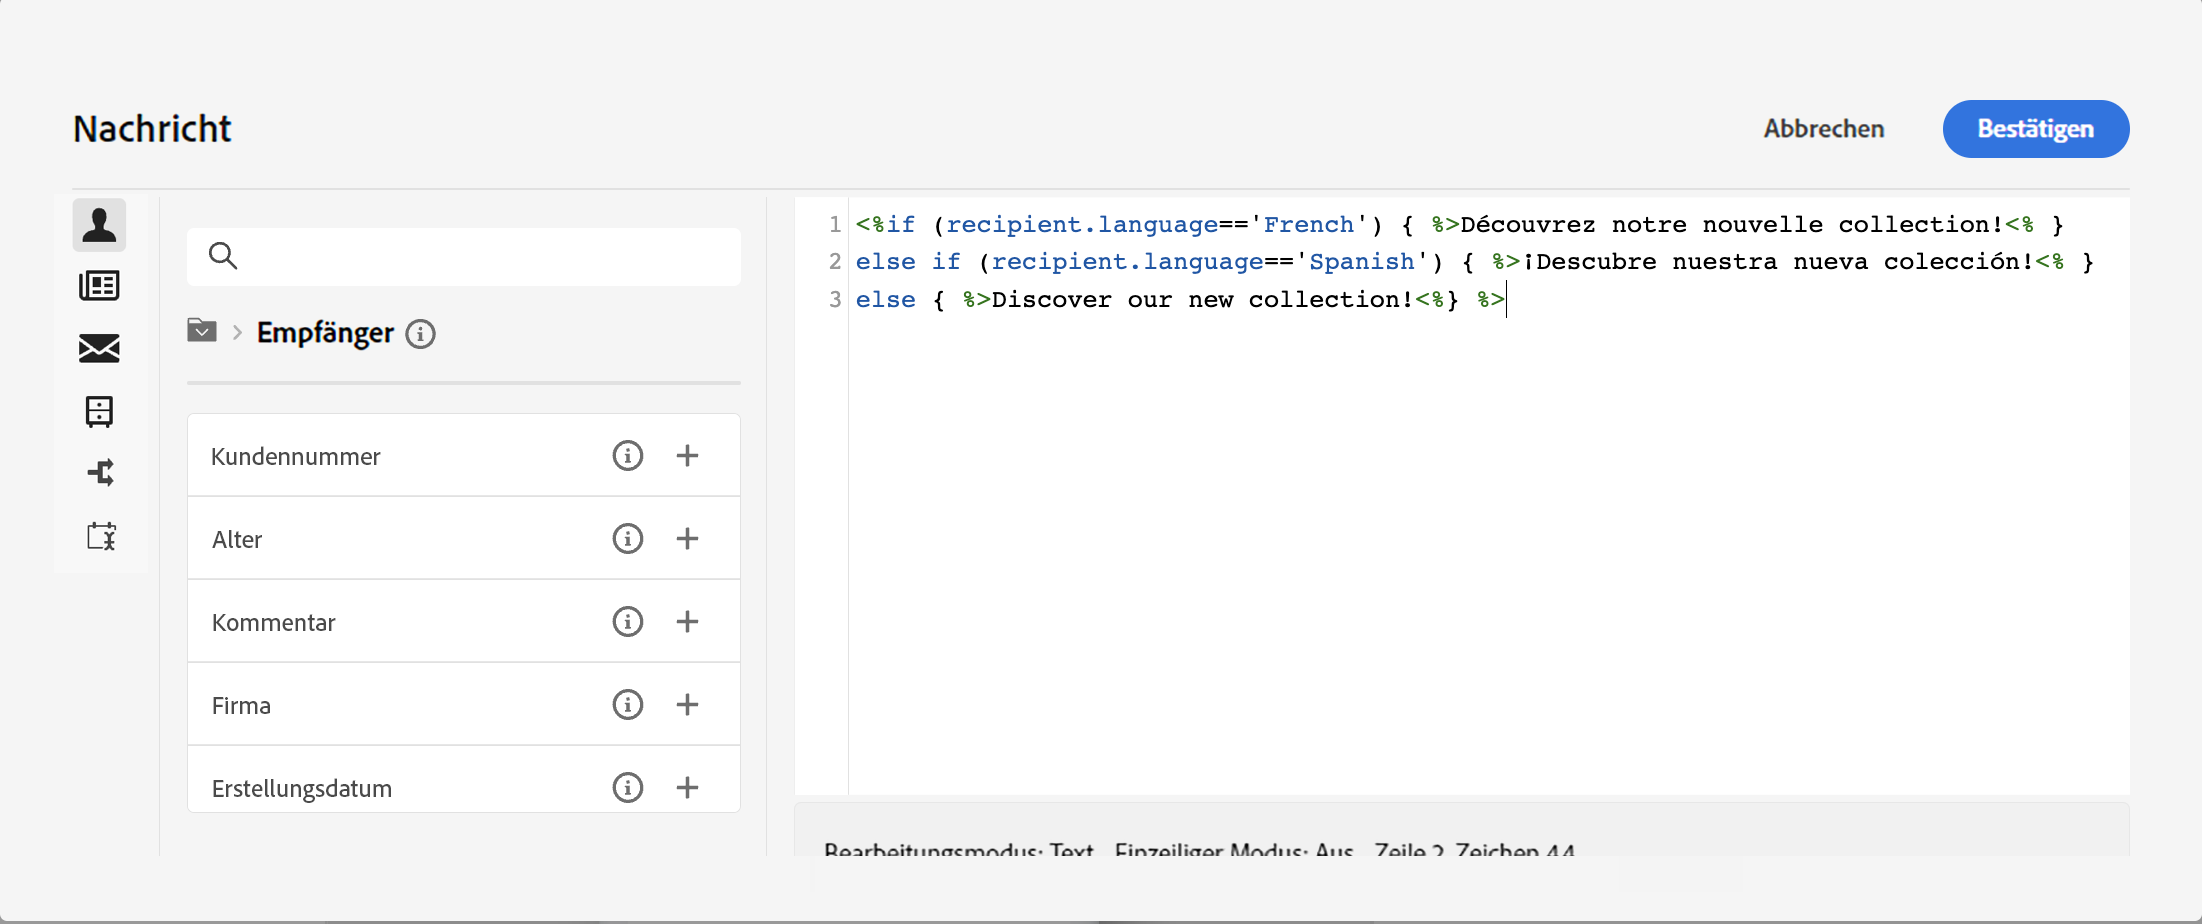 Nachricht
Abbrechen
Bestätigen
Empfänger
Kundennummer
Alter
Kommentar
Firma
Erstellungsdatum
1 <%if (recipient.language=='French') { %>Découvrez notre nouvelle collection!<% }
2 else if (recipient.language=='Spanish') { %>¡Descubre nuestra nueva colección!<% }
3 else { %>Discover our new collection!<%} %>
Bearbeitungsmodus: Text Einzeiliger Modus: Aus Zeile 2, Zeichen 44